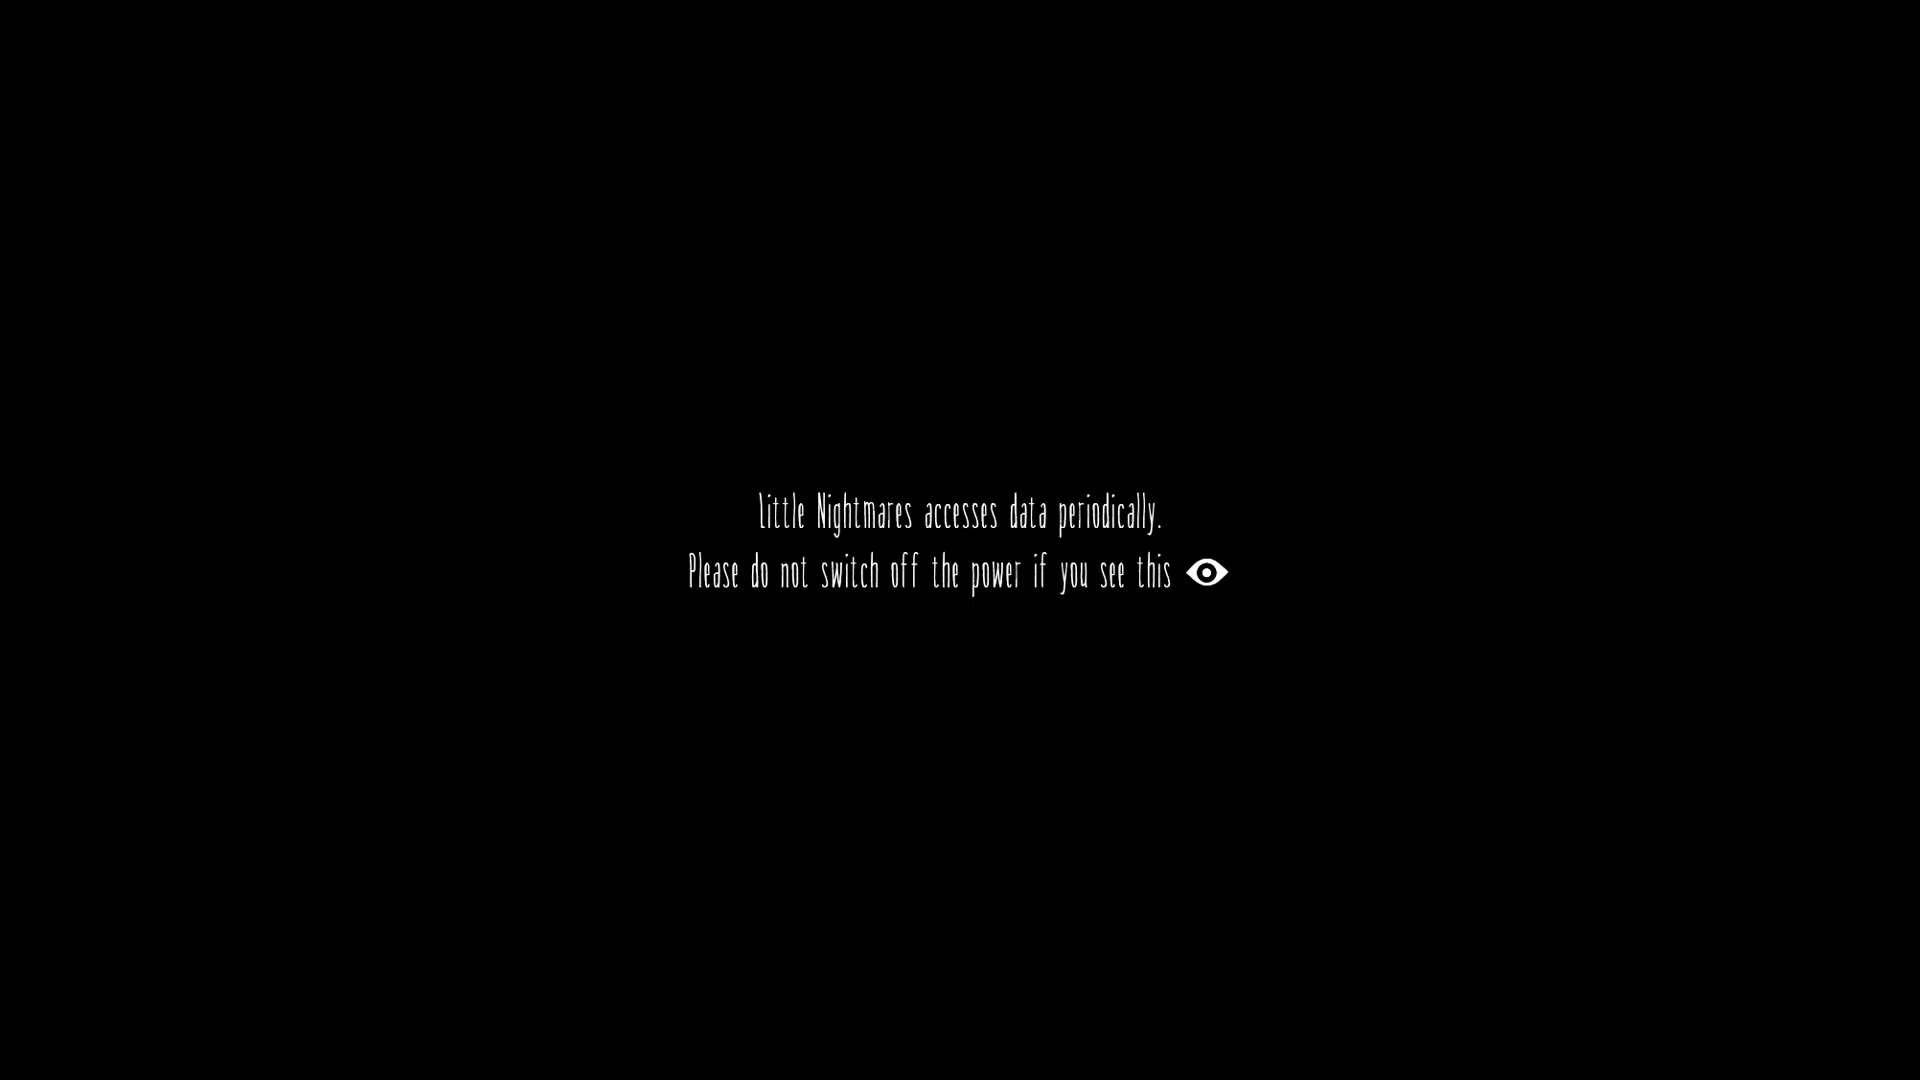 Little Nightmares accesses data periodically.
Please do not switch off the power if you see this